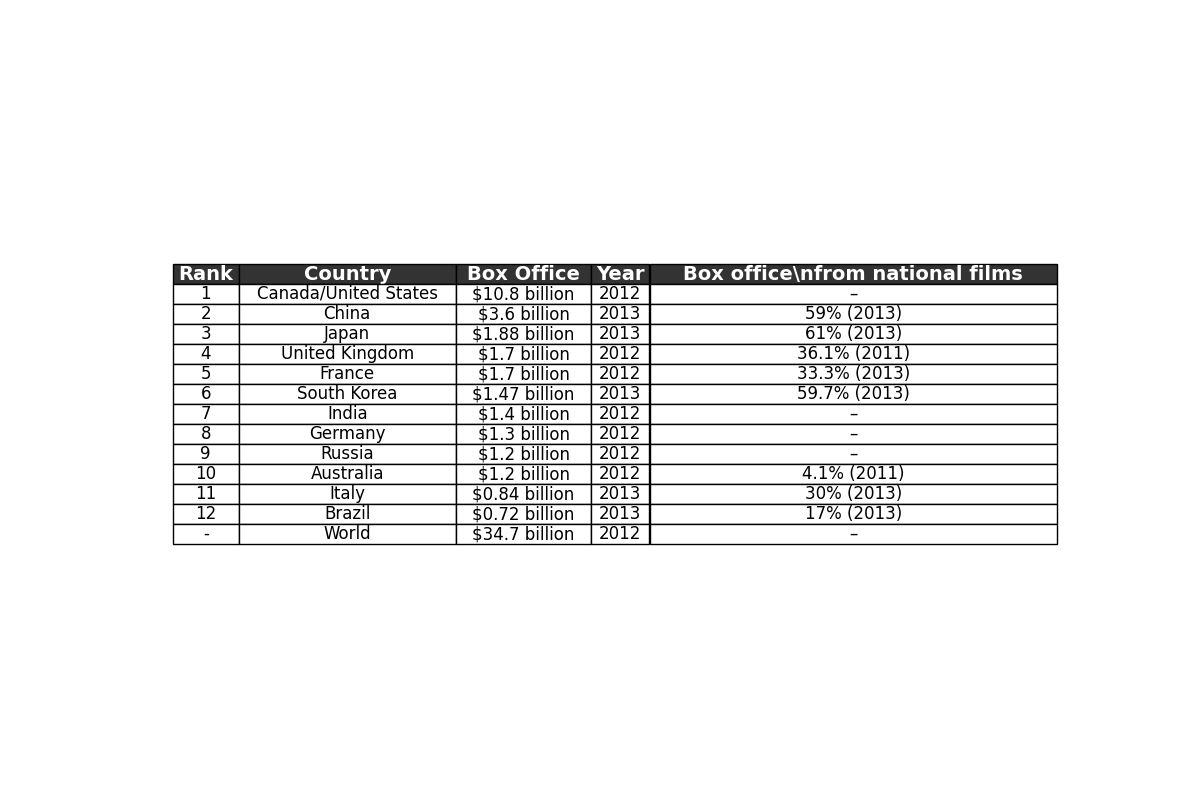 Rank Country Box Office Year Box office\nfrom national films
1 Canada/United States $10.8 billion 2012 –
2 China $3.6 billion 2013 59% (2013)
3 Japan $1.88 billion 2013 61% (2013)
4 United Kingdom $1.7 billion 2012 36.1% (2011)
5 France $1.7 billion 2012 33.3% (2013)
6 South Korea $1.47 billion 2013 59.7% (2013)
7 India $1.4 billion 2012 –
8 Germany $1.3 billion 2012 –
9 Russia $1.2 billion 2012 –
10 Australia $1.2 billion 2012 4.1% (2011)
11 Italy $0.84 billion 2013 30% (2013)
12 Brazil $0.72 billion 2013 17% (2013)
- World $34.7 billion 2012 –